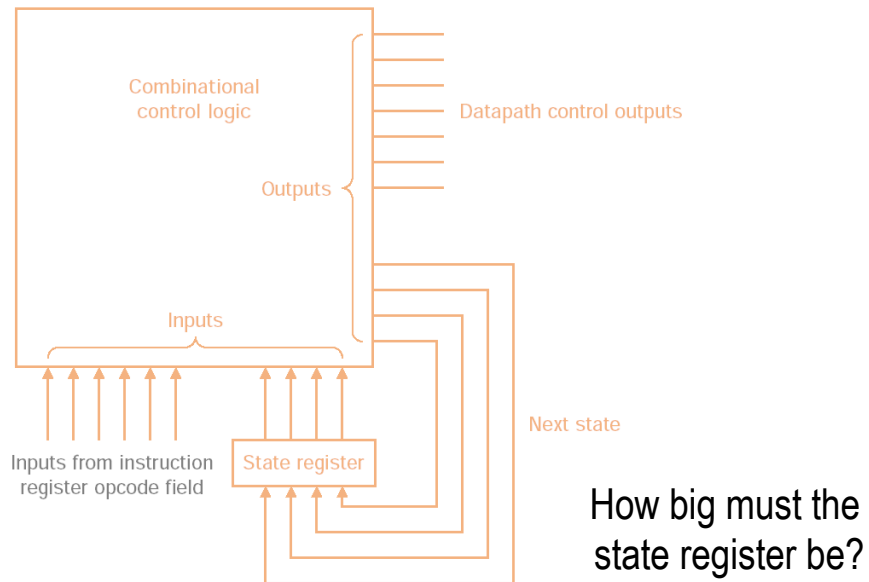 Combinational
control logic
Datapath control outputs
Outputs
Inputs
Next state
Inputs from instruction
register opcode field
State register
How big must the
state register be?